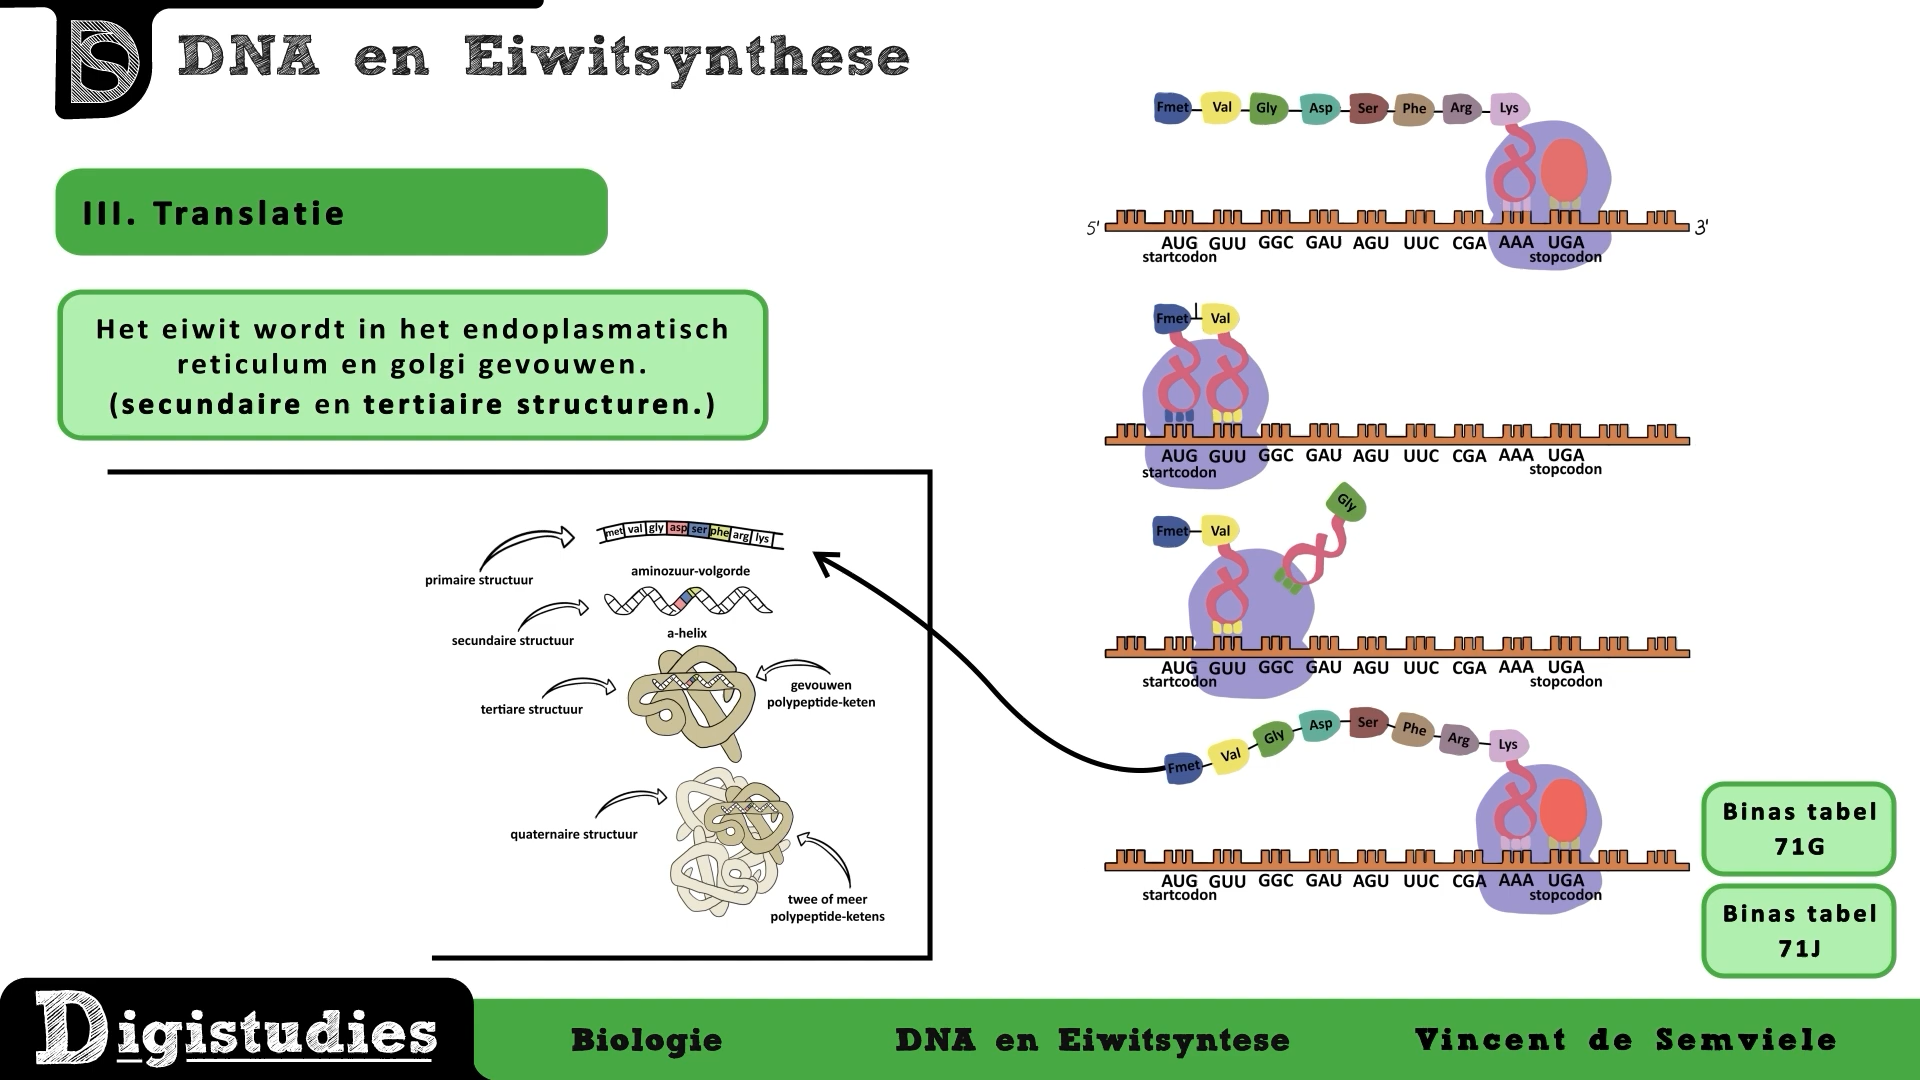 DS
DNA en Eiwitsynthese
III. Translatie
Het eiwit wordt in het endoplasmatisch
reticulum en golgi gevouwen.
(secundaire en tertiaire structuren.)
met val gly asp ser phe arg lys
primaire structuur
aminozuur-volgorde
secundaire structuur
a-helix
tertiare structuur
gevouwen
polypeptide-keten
quaternaire structuur
twee of meer
polypeptide-ketens
Fmet Val Gly Asp Ser Phe Arg Lys
5' 3'
AUG GUU GGC GAU AGU UUC CGA AAA UGA
startcodon stopcodon
Fmet Val
AUG GUU GGC GAU AGU UUC CGA AAA UGA
startcodon stopcodon
Gly
Fmet Val
AUG GUU GGC GAU AGU UUC CGA AAA UGA
startcodon stopcodon
Fmet Val Gly Asp Ser Phe Arg Lys
AUG GUU GGC GAU AGU UUC CGA AAA UGA
startcodon stopcodon
Binas tabel
71G
Binas tabel
71J
Digistudies
Biologie DNA en Eiwitsyntese Vincent de Semviele